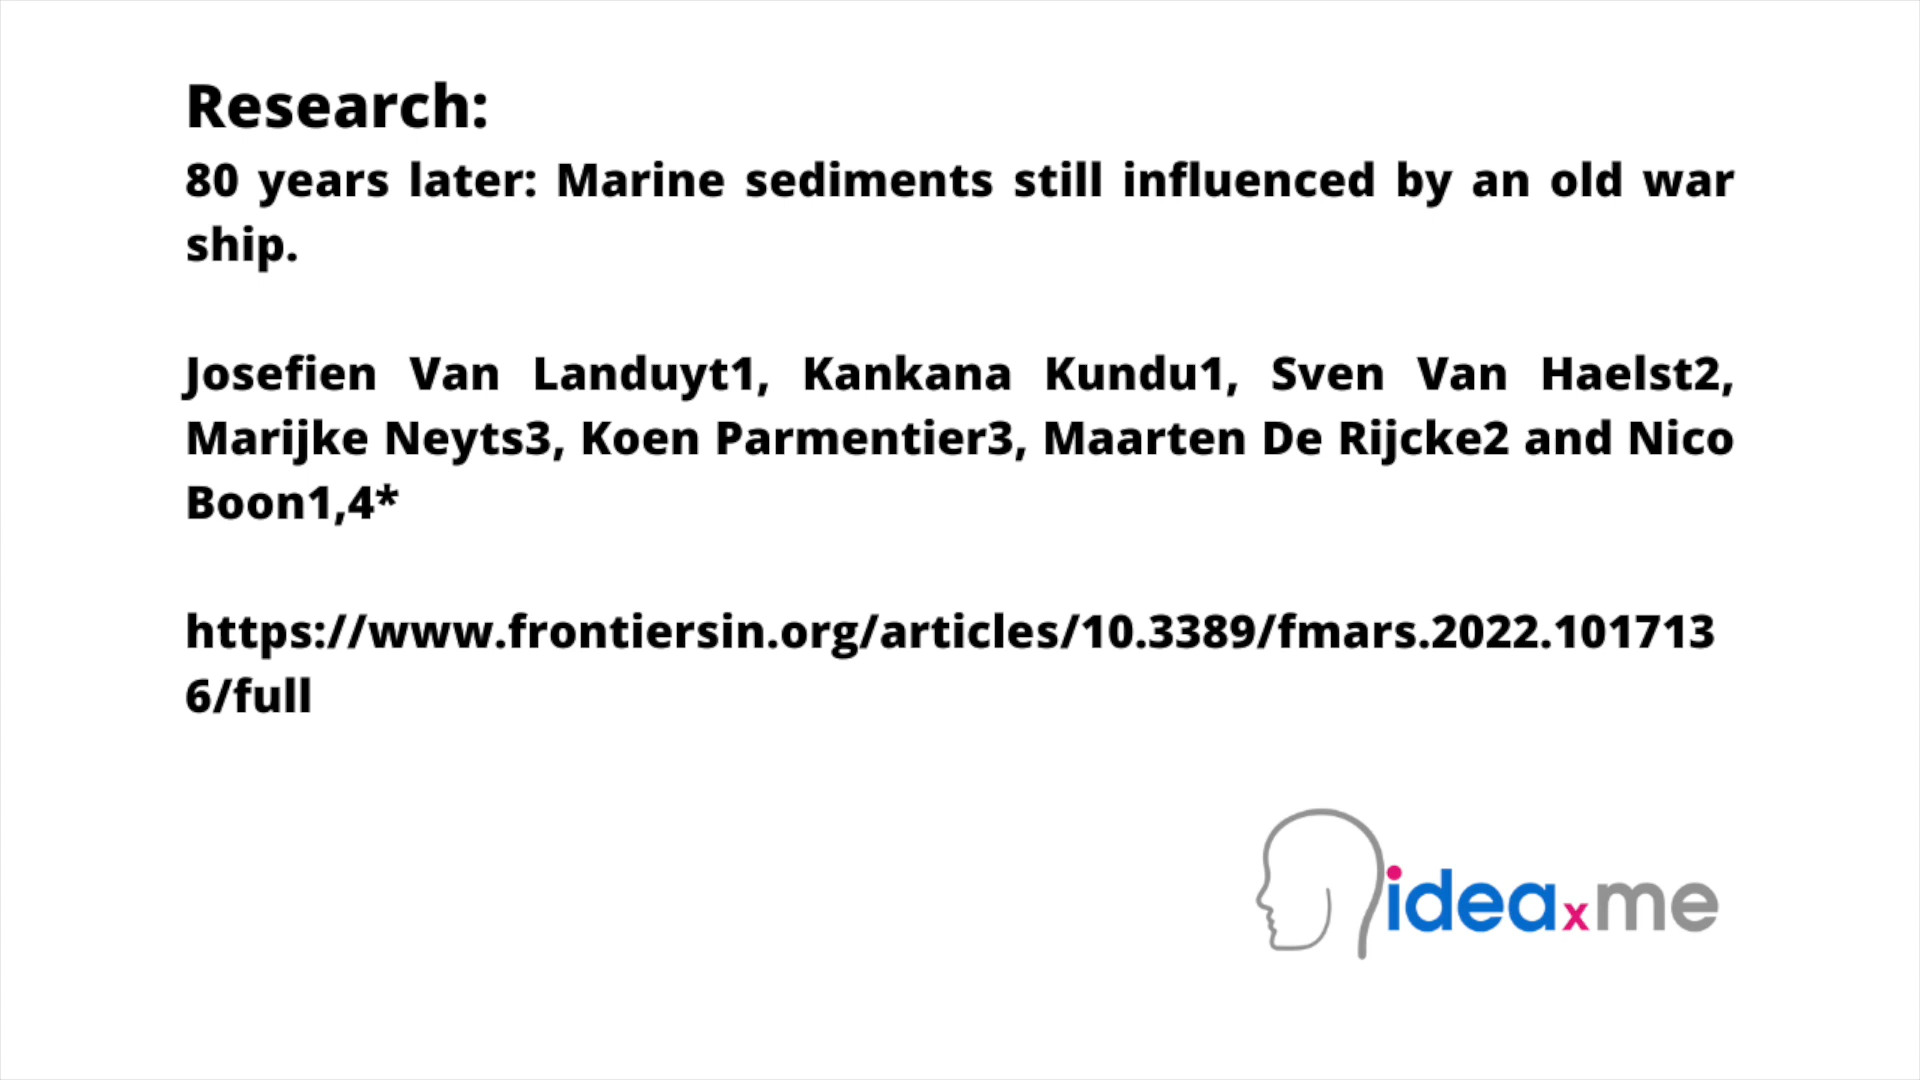 Research:
80 years later: Marine sediments still influenced by an old war
ship.
Josefien Van Landuyt1, Kankana Kundu1, Sven Van Haelst2,
Marijke Neyts3, Koen Parmentier3, Maarten De Rijcke2 and Nico
Boon1,4*
https://www.frontiersin.org/articles/10.3389/fmars.2022.101713
6/full
ideaxme